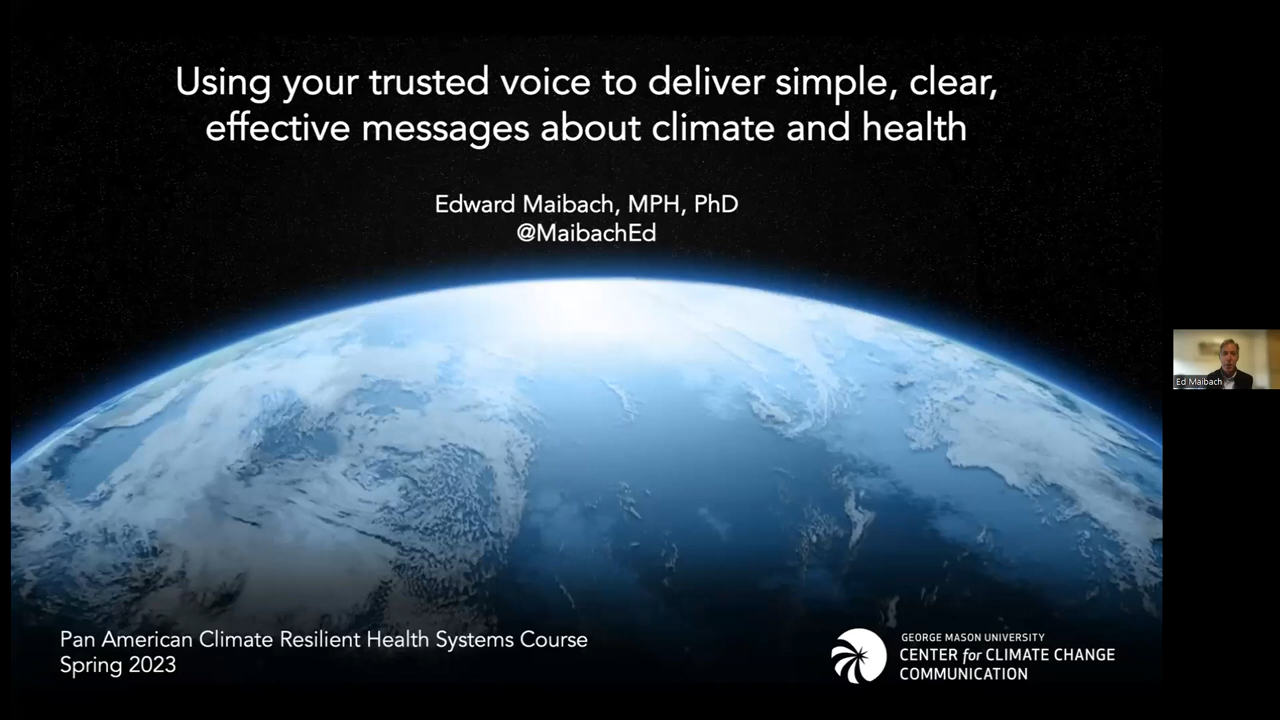 Using your trusted voice to deliver simple, clear,
effective messages about climate and health
Edward Maibach, MPH, PhD
@MaibachEd
Ed Maibach
Pan American Climate Resilient Health Systems Course
Spring 2023
GEORGE MASON UNIVERSITY
CENTER for CLIMATE CHANGE
COMMUNICATION